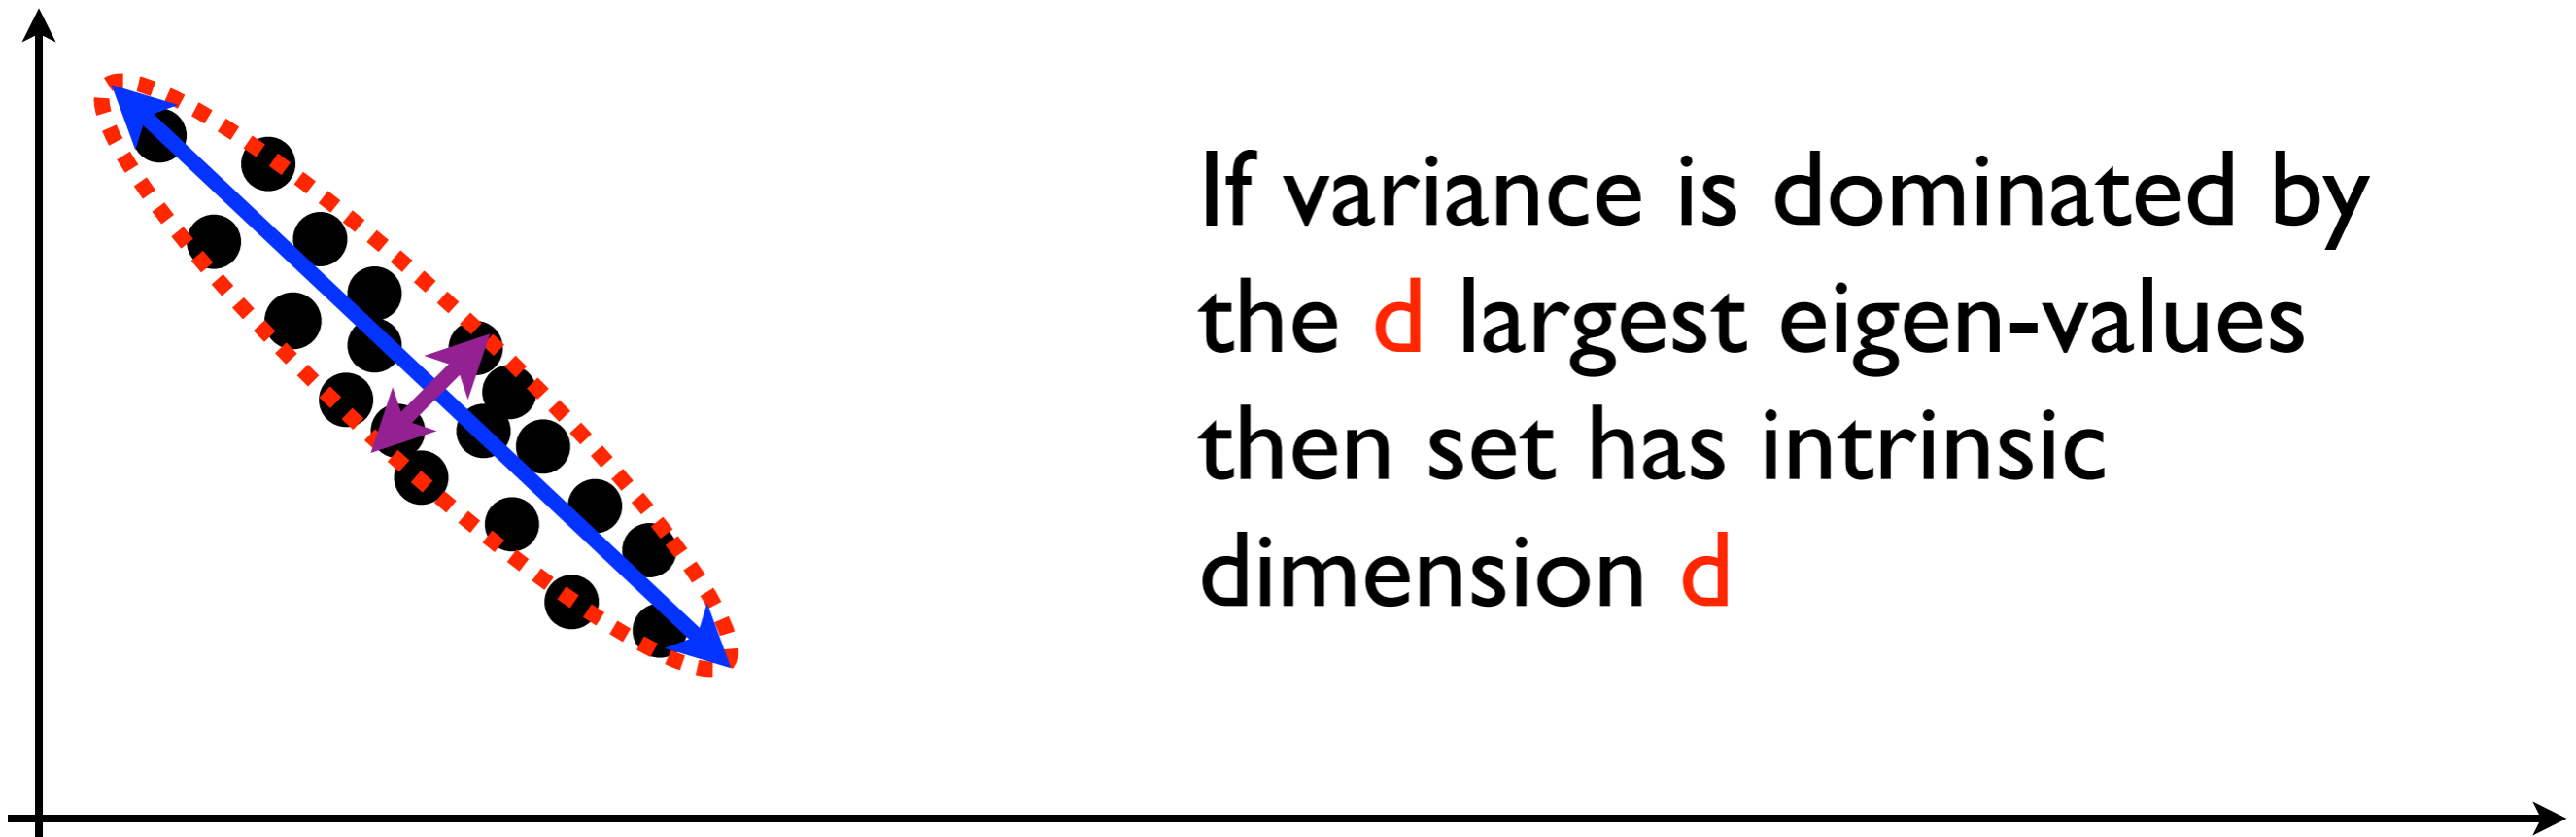 If variance is dominated by
the d largest eigen-values
then set has intrinsic
dimension d